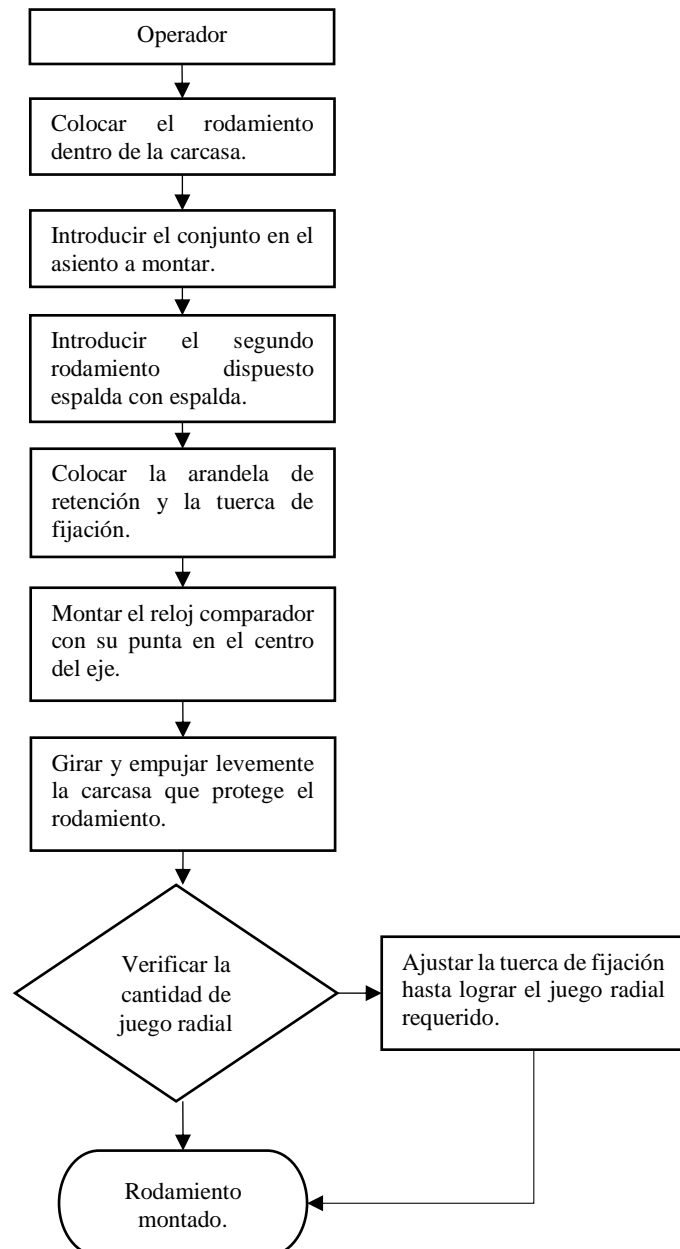 Operador
Colocar el rodamiento
dentro de la carcasa.
Introducir el conjunto en el
asiento a montar.
Introducir el segundo
rodamiento dispuesto
espalda con espalda.
Colocar la arandela de
retención y la tuerca de
fijación.
Montar el reloj comparador
con su punta en el centro
del eje.
Girar y empujar levemente
la carcasa que protege el
rodamiento.
Verificar la
cantidad de
juego radial
Ajustar la tuerca de fijación
hasta lograr el juego radial
requerido.
Rodamiento
montado.